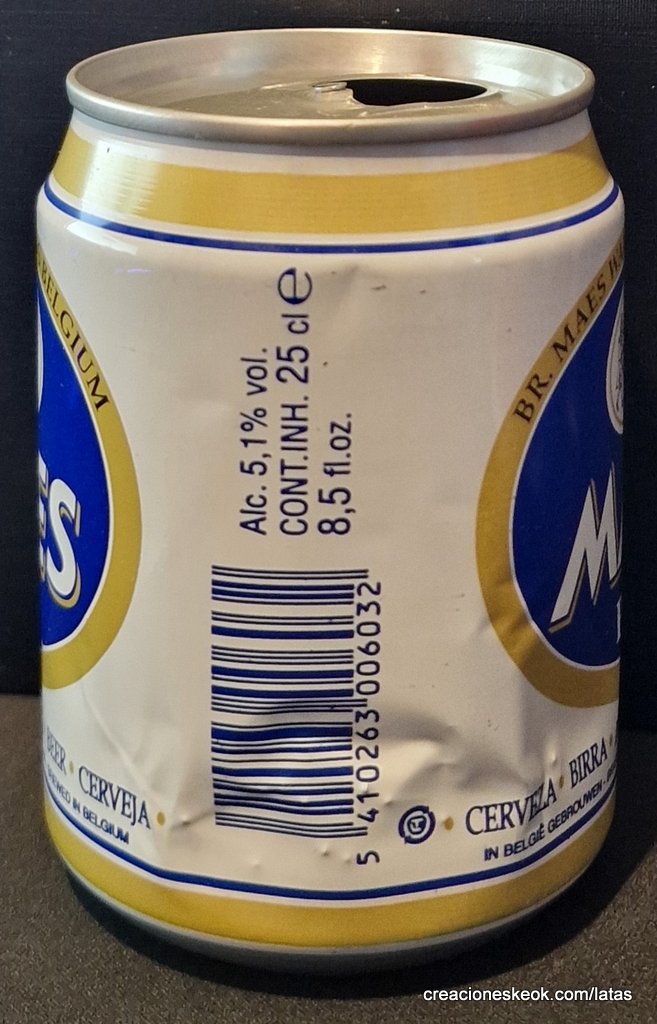 BELGIUM
BR. MAES
Alc. 5,1% vol.
CONT.INH. 25 cl e
8,5 fl.oz.
5 410263 006032
ES
BEER • CERVEJA •
BREWED IN BELGIUM
• CERVEZA • BIRRA •
IN BELGIË GEBROUWEN -
creacioneskeok.com/latas